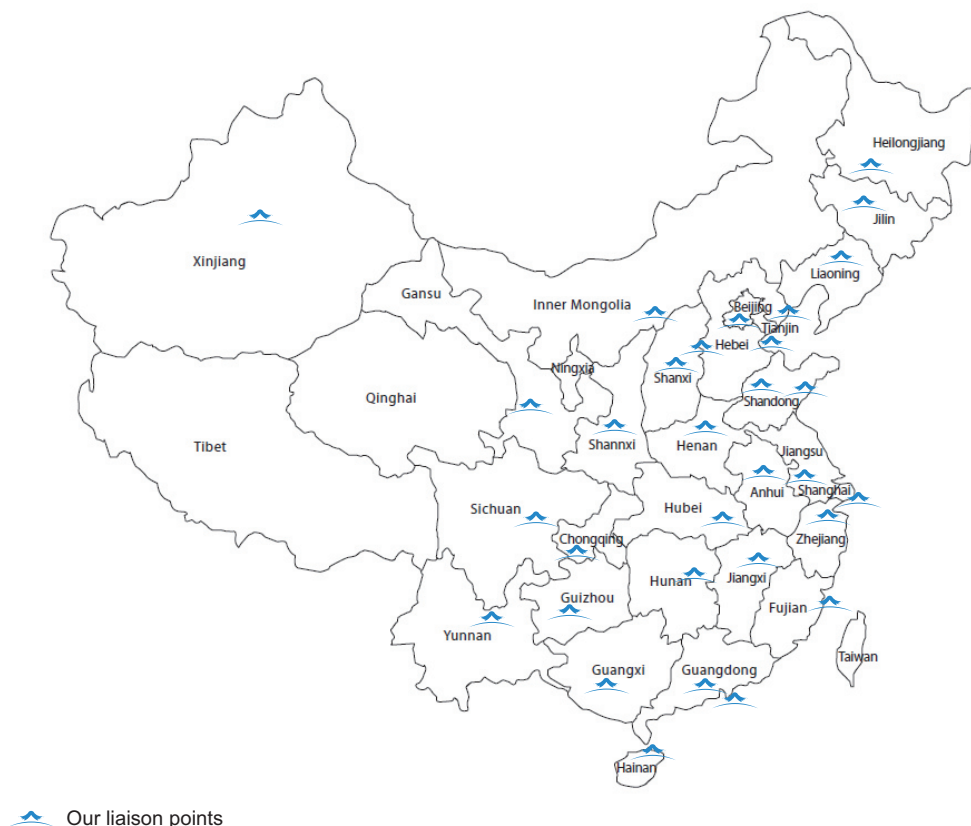 Heilongjiang
Jilin
Xinjiang
Liaoning
Gansu
Inner Mongolia
Beijing
Tianjin
Hebei
Ningxia
Shanxi
Qinghai
Shandong
Tibet
Shannxi
Henan
Jiangsu
Sichuan
Hubei
Anhui
Shanghai
Chongqing
Zhejiang
Hunan
Jiangxi
Guizhou
Fujian
Yunnan
Taiwan
Guangxi
Guangdong
Hainan
Our liaison points